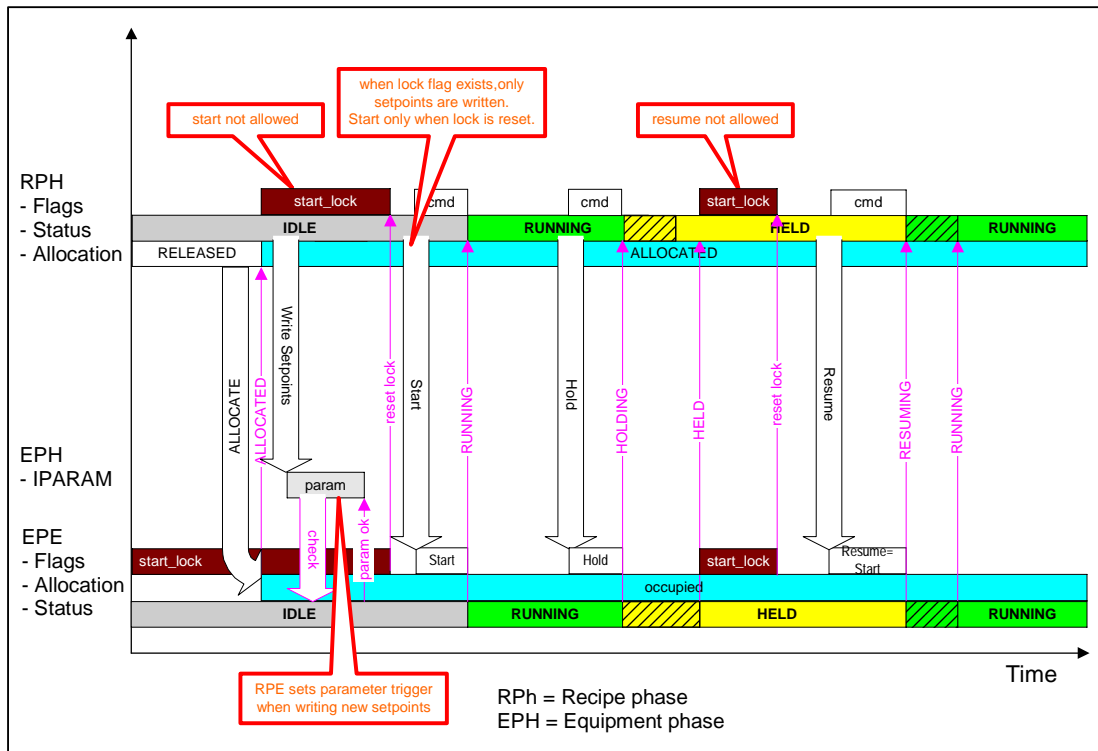 when lock flag exists,only
setpoints are written.
Start only when lock is reset.
start not allowed
resume not allowed
RPH
- Flags
- Status
- Allocation
start_lock
cmd
cmd
start_lock
cmd
IDLE
RUNNING
HELD
RUNNING
RELEASED
ALLOCATED
ALLOCATE
ALLOCATED
Write Setpoints
reset lock
Start
RUNNING
Hold
HOLDING
HELD
reset lock
Resume
RESUMING
RUNNING
EPH
- IPARAM
param
check
param ok
EPE
- Flags
- Allocation
- Status
start_lock
Start
Hold
start_lock
Resume=
Start
occupied
IDLE
RUNNING
HELD
RUNNING
Time
RPE sets parameter trigger
when writing new setpoints
RPh = Recipe phase
EPH = Equipment phase